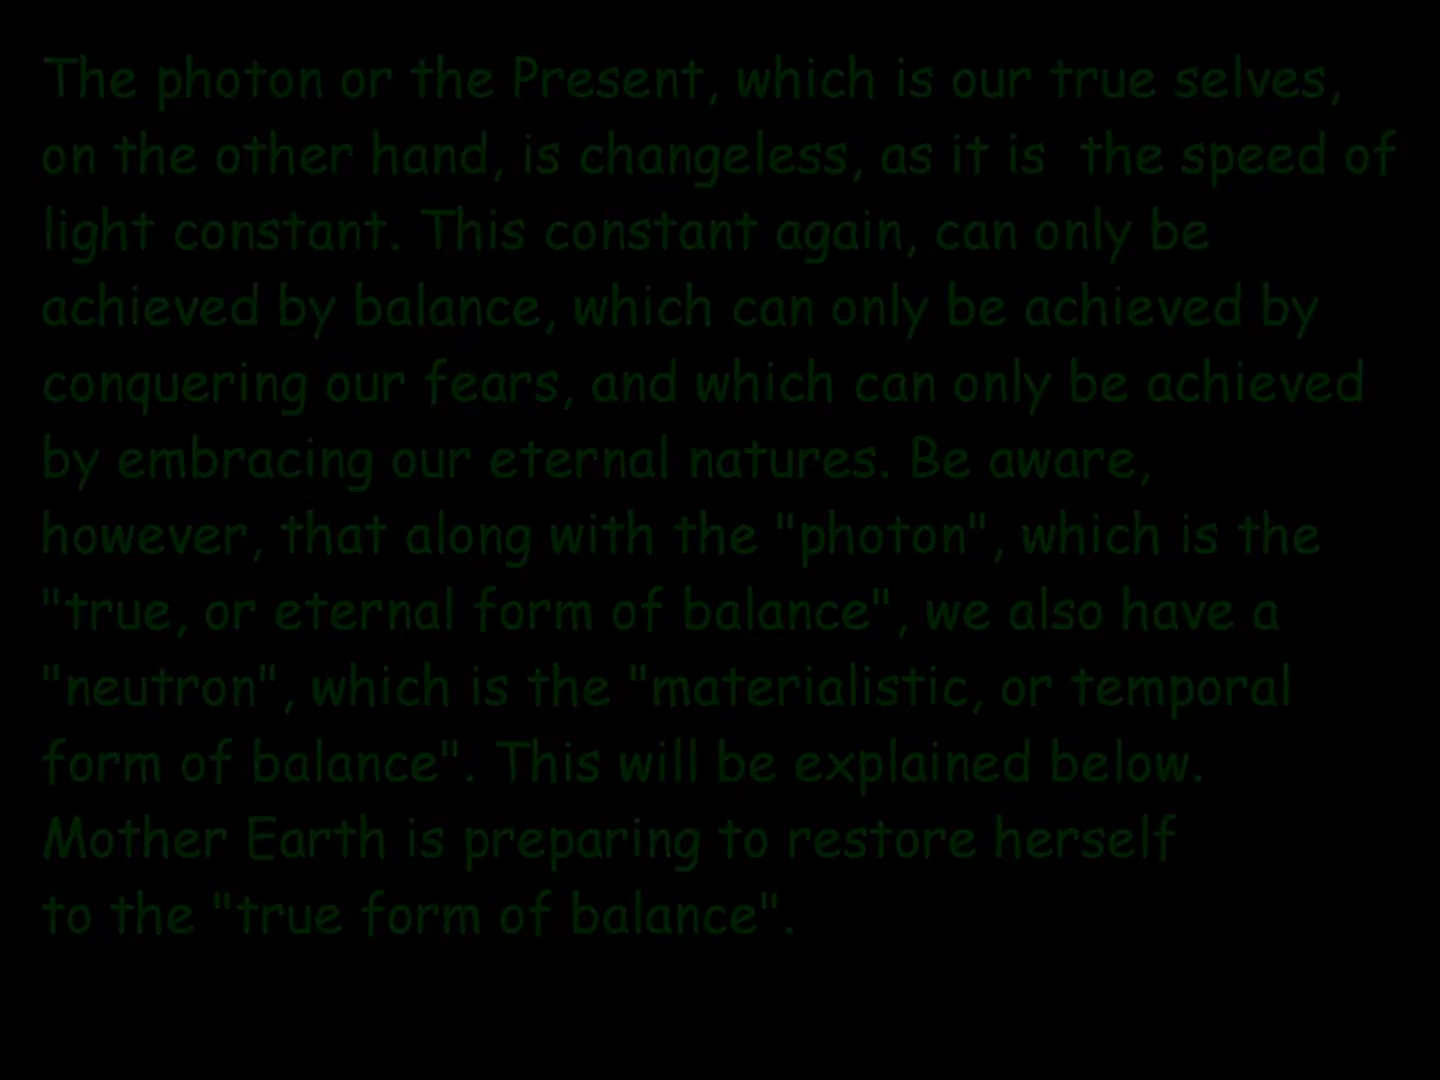 The photon or the Present, which is our true selves,
on the other hand, is changeless, as it is  the speed of
light constant. This constant again, can only be
achieved by balance, which can only be achieved by
conquering our fears, and which can only be achieved
by embracing our eternal natures. Be aware,
however, that along with the "photon", which is the
"true, or eternal form of balance", we also have a
"neutron", which is the "materialistic, or temporal
form of balance". This will be explained below.
Mother Earth is preparing to restore herself
to the "true form of balance".